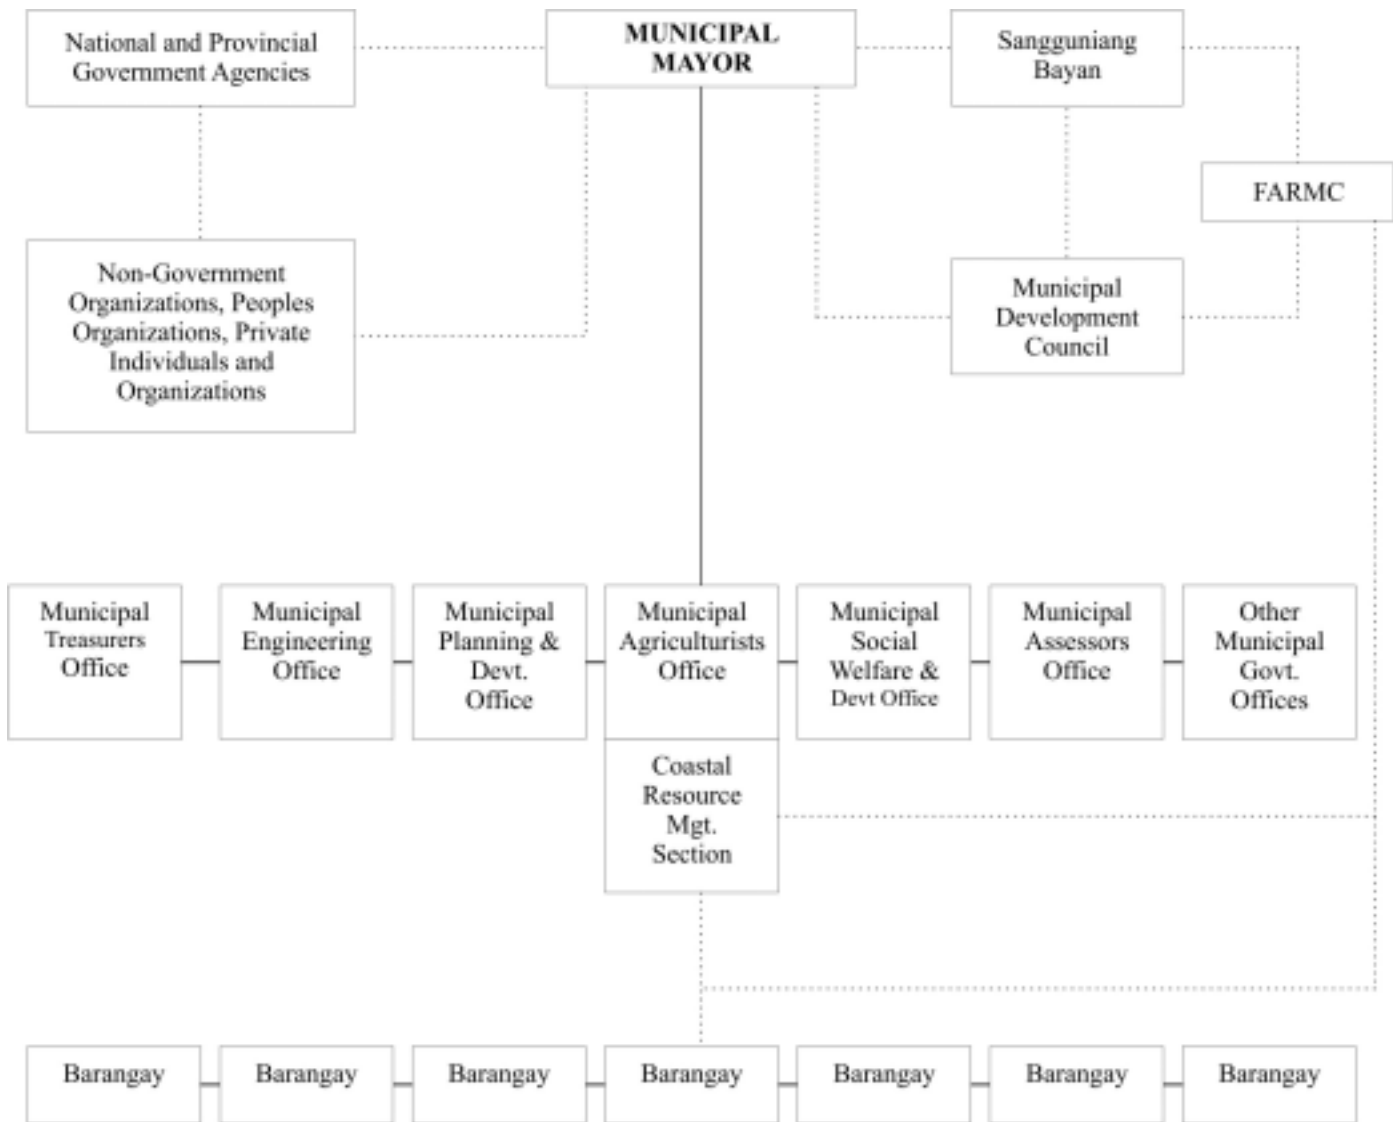 National and Provincial
Government Agencies
MUNICIPAL
MAYOR
Sangguniang
Bayan
FARMC
Non-Government
Organizations, Peoples
Organizations, Private
Individuals and
Organizations
Municipal
Development
Council
Municipal
Treasurers
Office
Municipal
Engineering
Office
Municipal
Planning &
Devt.
Office
Municipal
Agriculturists
Office
Municipal
Social
Welfare &
Devt Office
Municipal
Assessors
Office
Other
Municipal
Govt.
Offices
Coastal
Resource
Mgt.
Section
Barangay
Barangay
Barangay
Barangay
Barangay
Barangay
Barangay